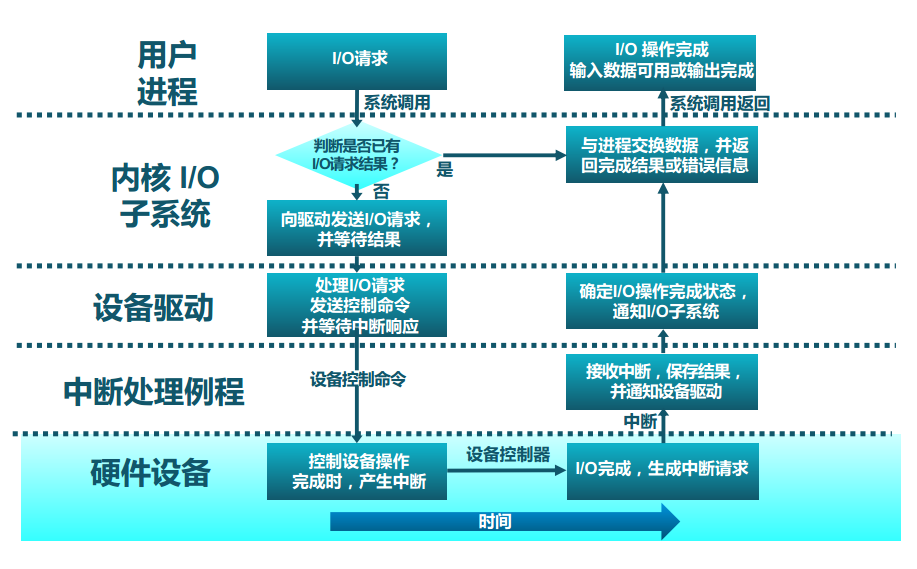 用户
进程
I/O请求
I/O 操作完成
输入数据可用或输出完成
系统调用
系统调用返回
内核 I/O
子系统
判断是否已有
I/O请求结果？
是
否
与进程交换数据，并返
回完成结果或错误信息
向驱动发送I/O请求，
并等待结果
设备驱动
处理I/O请求
发送控制命令
并等待中断响应
确定I/O操作完成状态，
通知I/O子系统
中断处理例程
设备控制命令
接收中断，保存结果，
并通知设备驱动
中断
硬件设备
控制设备操作
完成时，产生中断
设备控制器
I/O完成，生成中断请求
时间